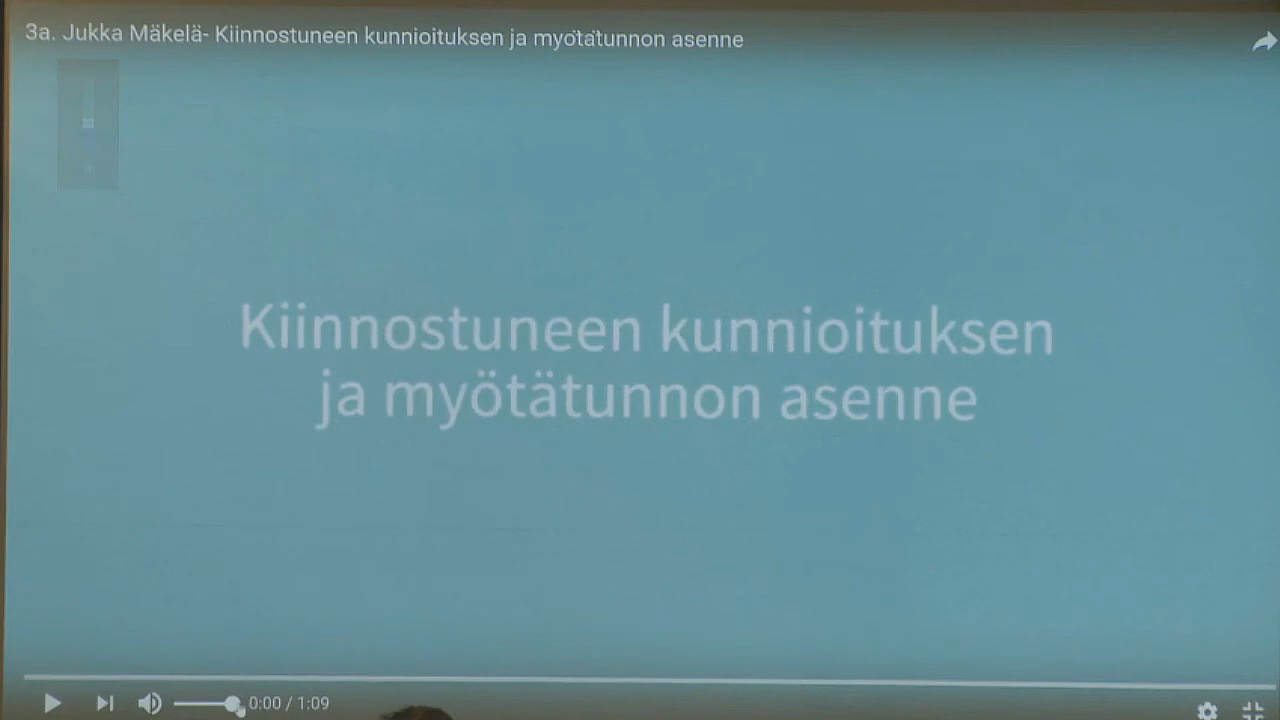 3a. Jukka Mäkelä- Kiinnostuneen kunnioituksen ja myötätunnon asenne
Kiinnostuneen kunnioituksen
ja myötätunnon asenne
0:00 / 1:09